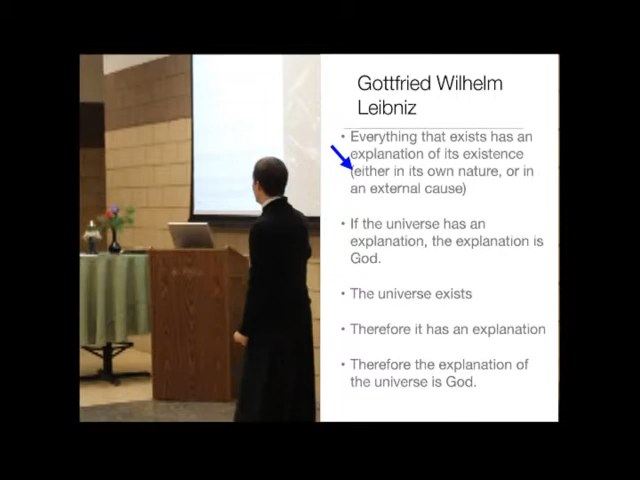 Gottfried Wilhelm
Leibniz
• Everything that exists has an
explanation of its existence
(either in its own nature, or in
an external cause)
• If the universe has an
explanation, the explanation is
God.
• The universe exists
• Therefore it has an explanation
• Therefore the explanation of
the universe is God.